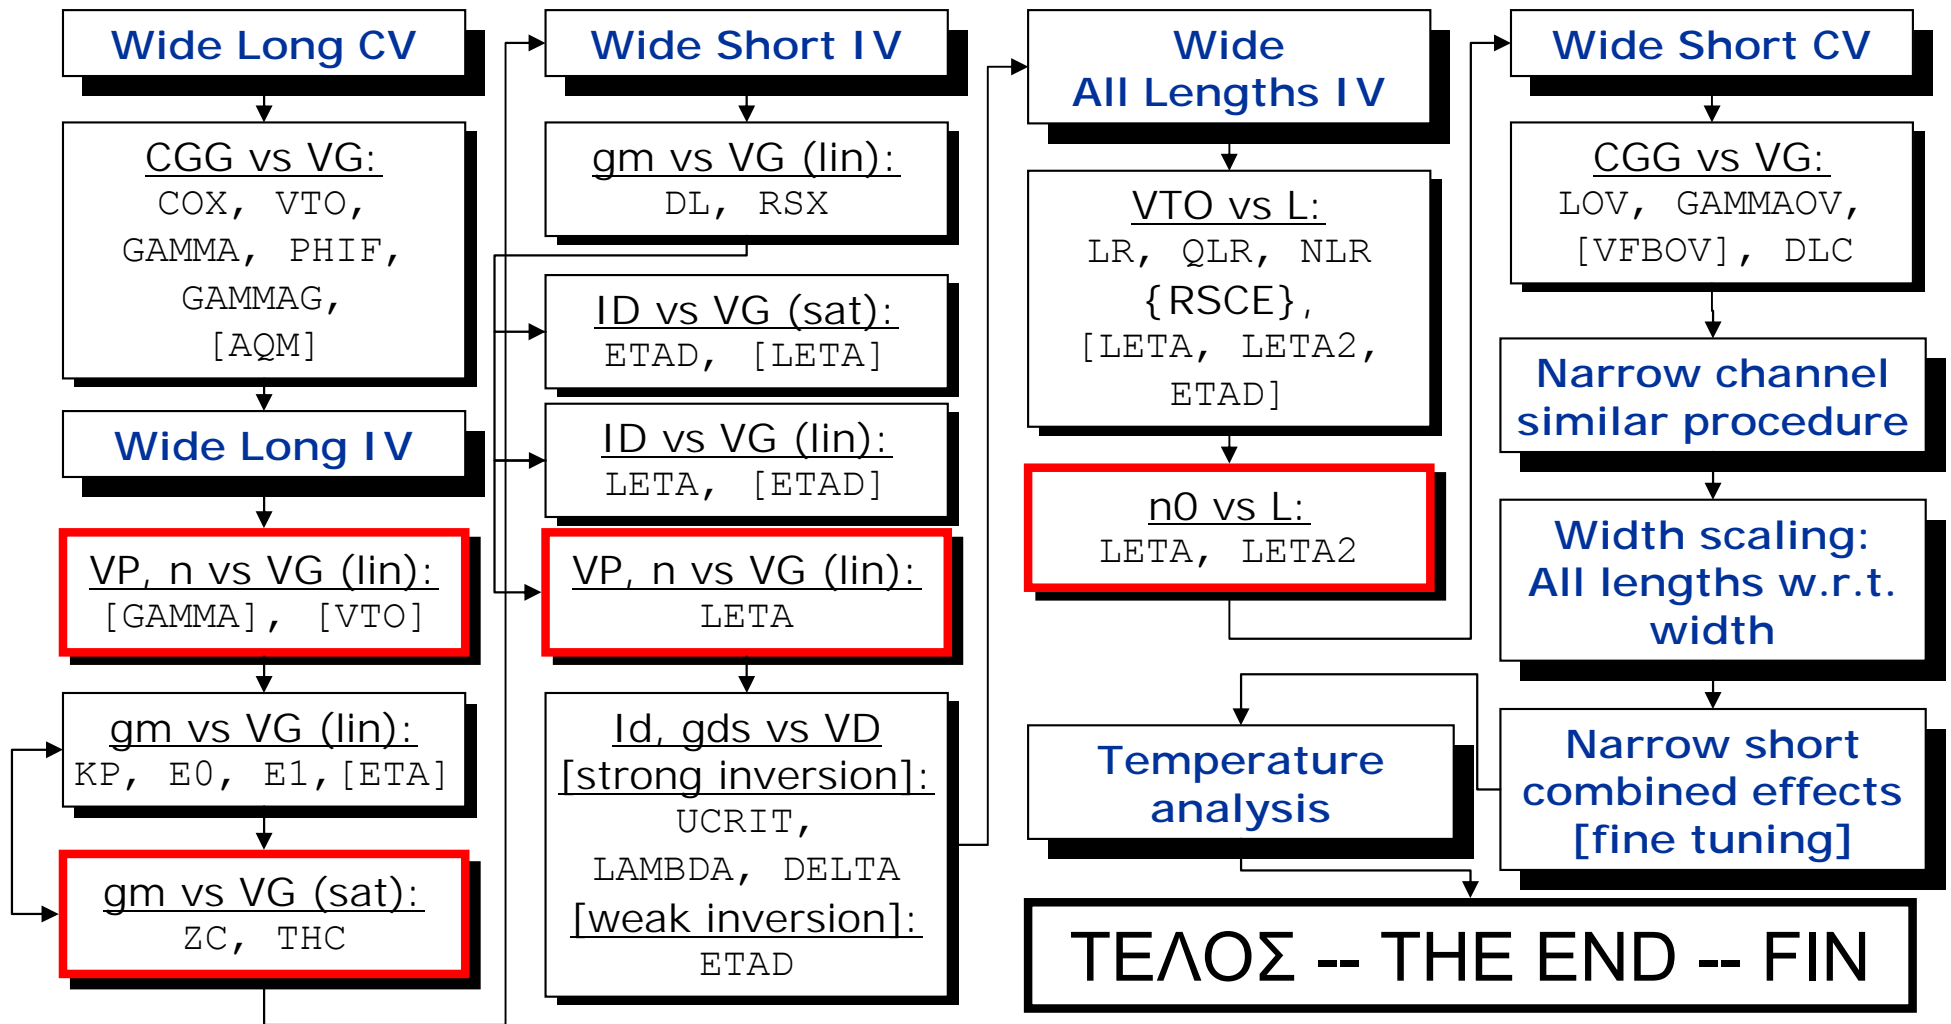 Wide Long CV
CGG vs VG:
COX, VTO,
GAMMA, PHIF,
GAMMAG,
[AQM]
Wide Long IV
VP, n vs VG (lin):
[GAMMA], [VTO]
gm vs VG (lin):
KP, E0, E1,[ETA]
gm vs VG (sat):
ZC, THC
Wide Short IV
gm vs VG (lin):
DL, RSX
ID vs VG (sat):
ETAD, [LETA]
ID vs VG (lin):
LETA, [ETAD]
VP, n vs VG (lin):
LETA
Id, gds vs VD
[strong inversion]:
UCRIT,
LAMBDA, DELTA
[weak inversion]:
ETAD
Wide
All Lengths IV
VTO vs L:
LR, QLR, NLR
{RSCE},
[LETA, LETA2,
ETAD]
n0 vs L:
LETA, LETA2
Wide Short CV
CGG vs VG:
LOV, GAMMAOV,
[VFBOV], DLC
Narrow channel
similar procedure
Width scaling:
All lengths w.r.t.
width
Narrow short
combined effects
[fine tuning]
Temperature
analysis
ΤΕΛΟΣ -- THE END -- FIN